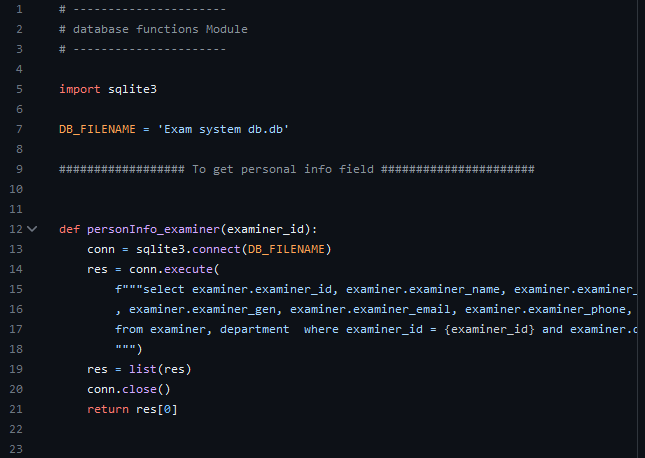 1 # ----------------------
2 # database functions Module
3 # ----------------------
4
5 import sqlite3
6
7 DB_FILENAME = 'Exam system db.db'
8
9 ################## To get personal info field ######################
10
11
12 def personInfo_examiner(examiner_id):
13 conn = sqlite3.connect(DB_FILENAME)
14 res = conn.execute(
15 f"""select examiner.examiner_id, examiner.examiner_name, examiner.examiner_
16 , examiner.examiner_gen, examiner.examiner_email, examiner.examiner_phone,
17 from examiner, department  where examiner_id = {examiner_id} and examiner.d
18 """)
19 res = list(res)
20 conn.close()
21 return res[0]
22
23